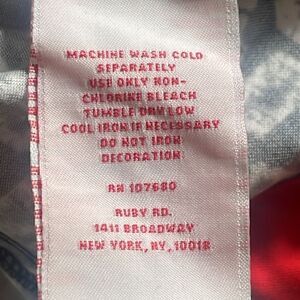 MACHINE WASH COLD
SEPARATELY
USE ONLY NON-
CHLORINE BLEACH
TUMBLE DRY LOW
COOL IRON IF NECESSARY
DO NOT IRON
DECORATION
RN 107680
RUBY RD.
1411 BROADWAY
NEW YORK, NY, 10018